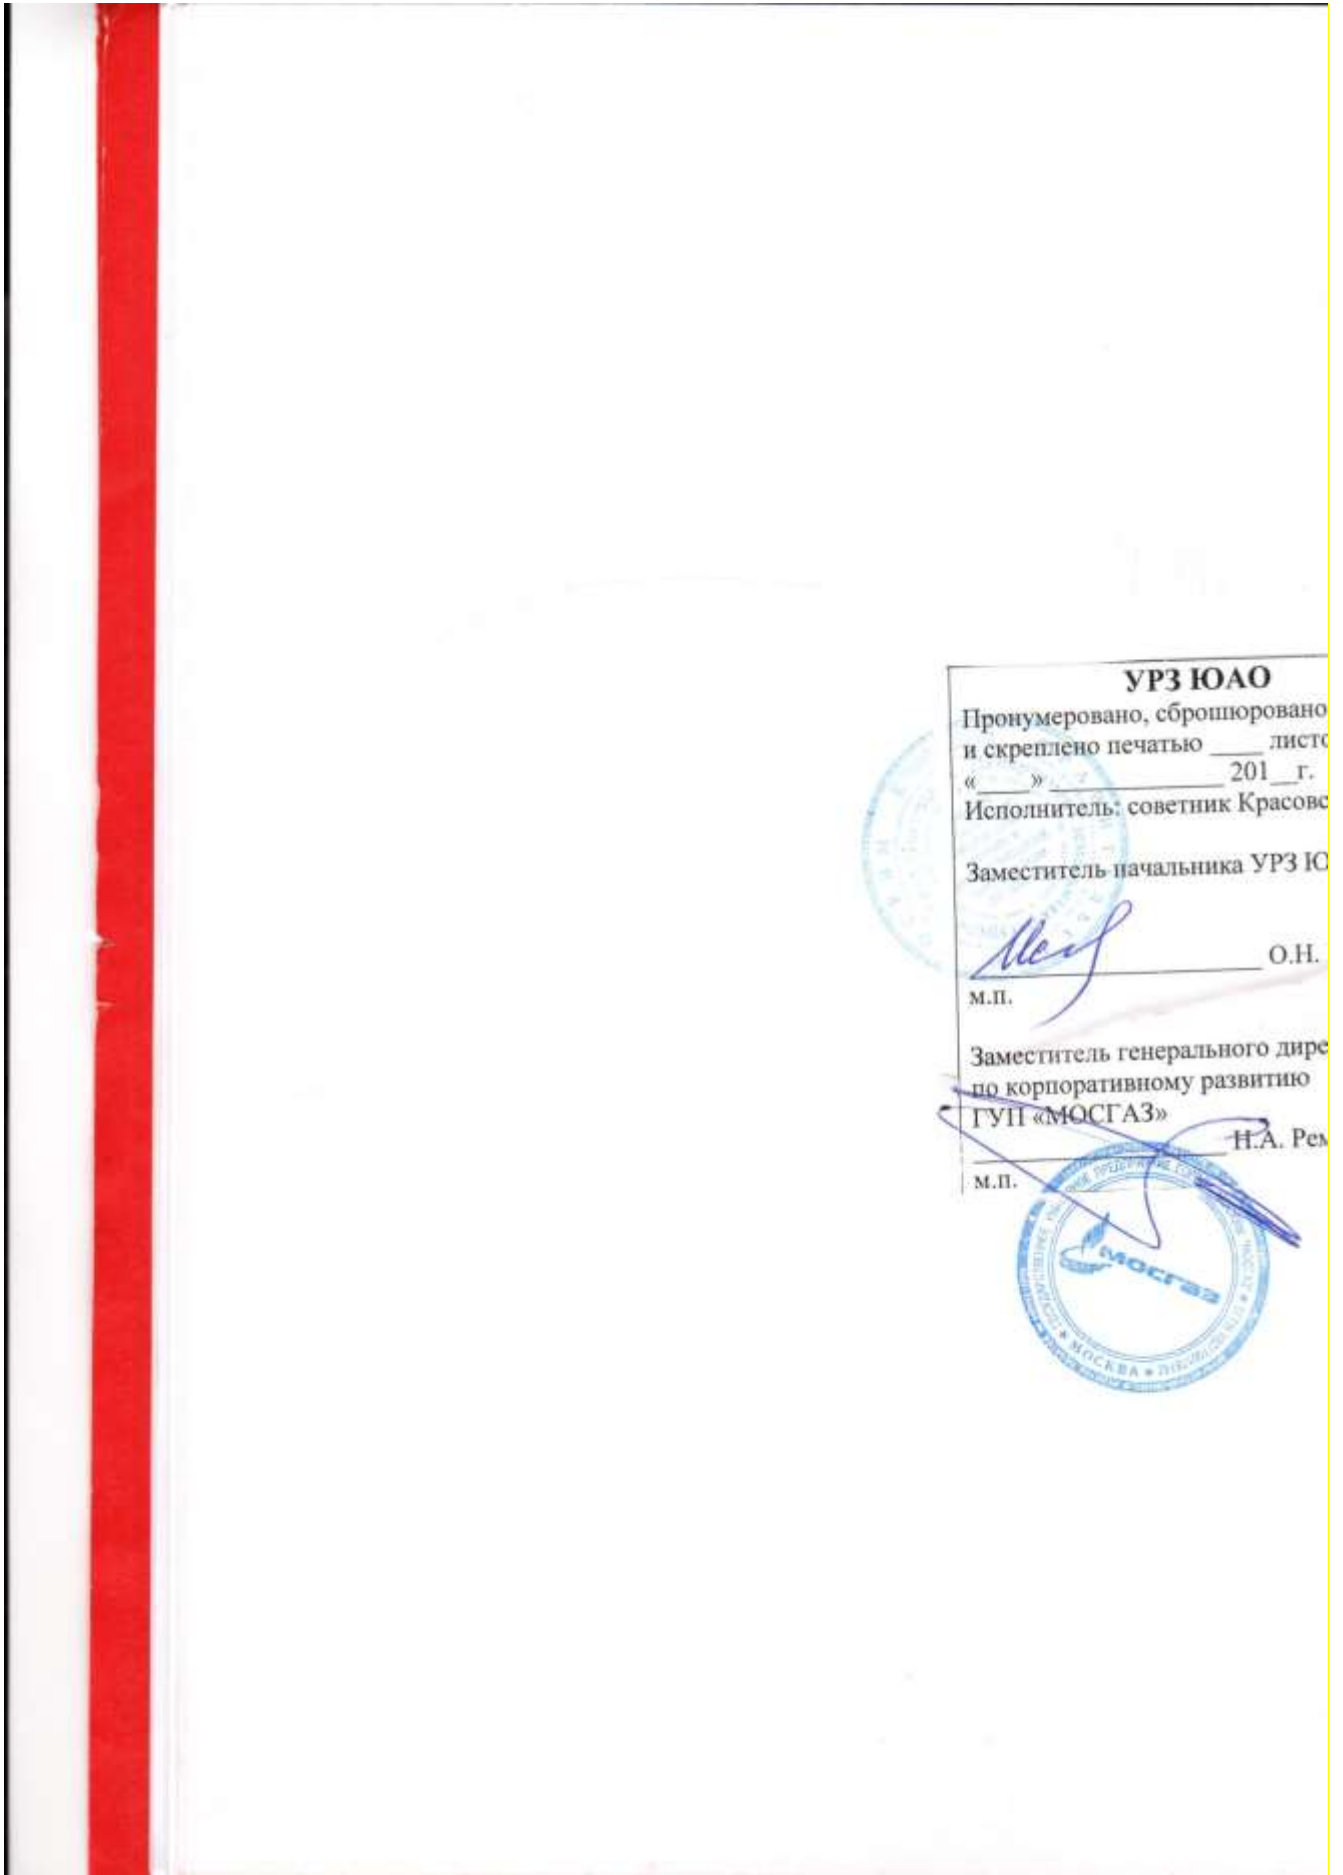 УРЗ ЮАО
Пронумеровано, сброшюровано
и скреплено печатью ____ листо
«____» ______________ 201__г.
Исполнитель: советник Красовс
Заместитель начальника УРЗ Ю
О.Н.
м.п.
Заместитель генерального дире
по корпоративному развитию
ГУП «МОСГАЗ»
Н.А. Рем
м.п.
МОСГАЗ
МОСКВА